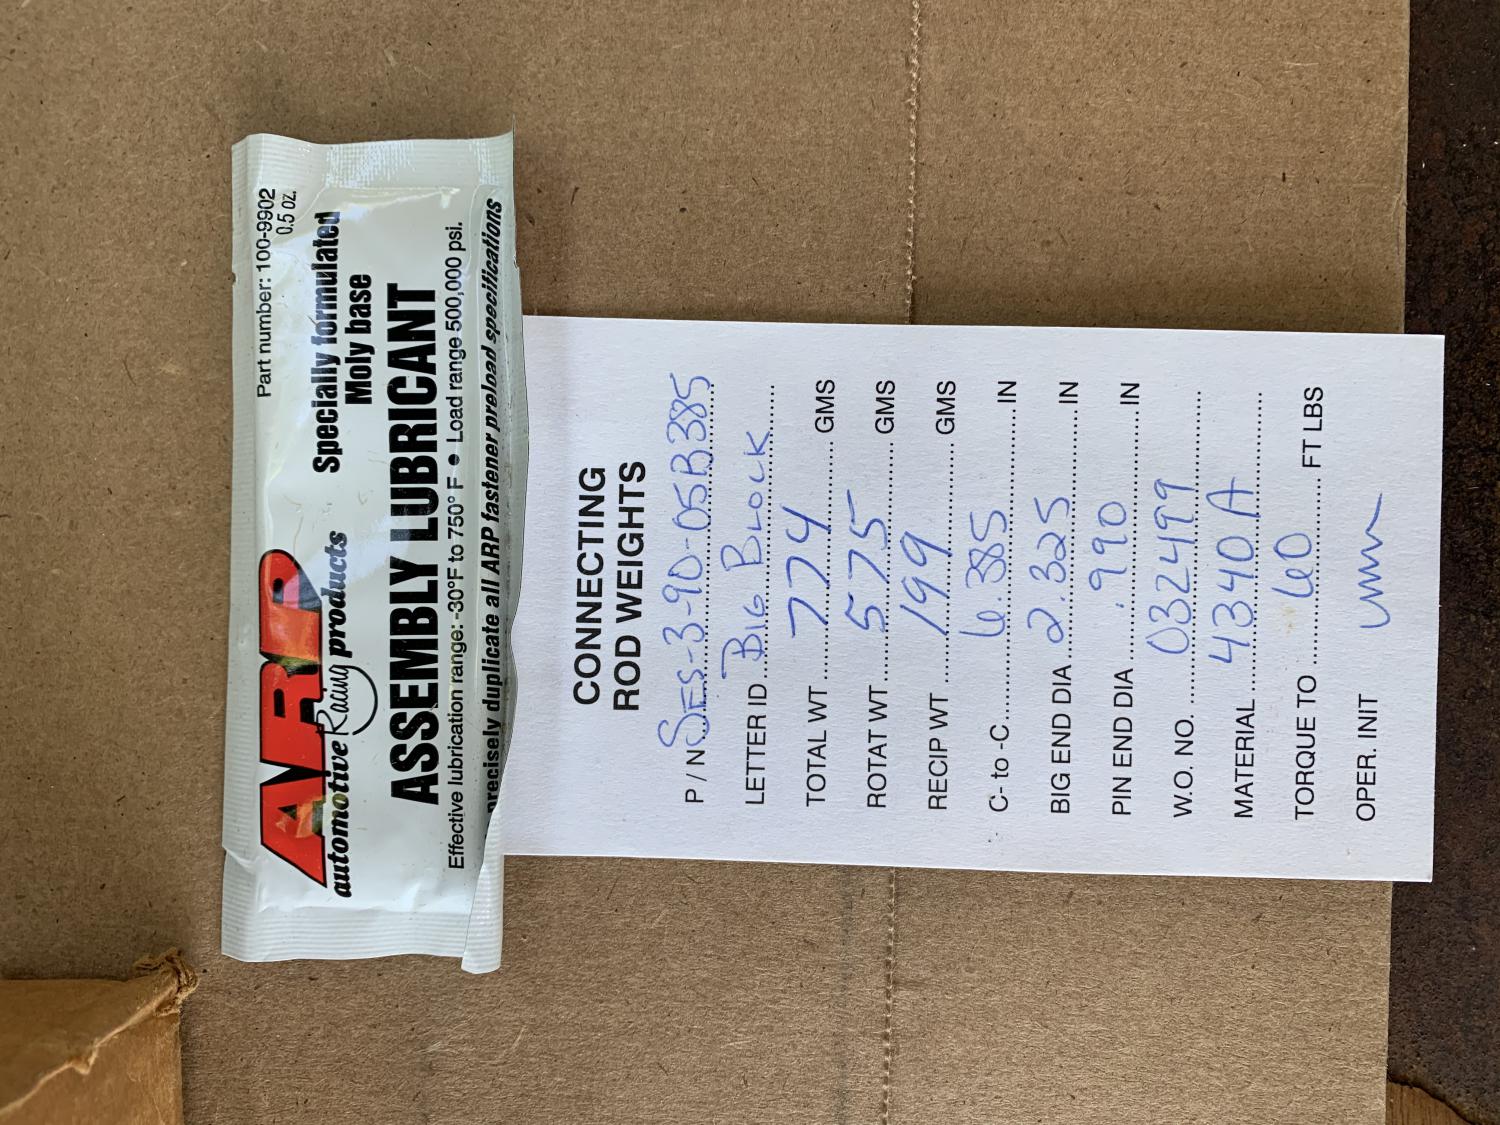 Part number: 100-9902
0.5 oz.
ARP
automotive Racing products
Specially formulated
Moly base
ASSEMBLY LUBRICANT
Effective lubrication range: -30°F to 750° F • Load range 500,000 psi.
precisely duplicate all ARP fastener preload specifications
CONNECTING
ROD WEIGHTS
P / N SES-3-90-05B385
LETTER ID BIG BLOCK
TOTAL WT 774 GMS
ROTAT WT 575 GMS
RECIP WT 199 GMS
C- to -C 6.385 IN
BIG END DIA 2.325 IN
PIN END DIA .990 IN
W.O. NO. 032499
MATERIAL 4340 A
TORQUE TO 60 FT LBS
OPER. INIT